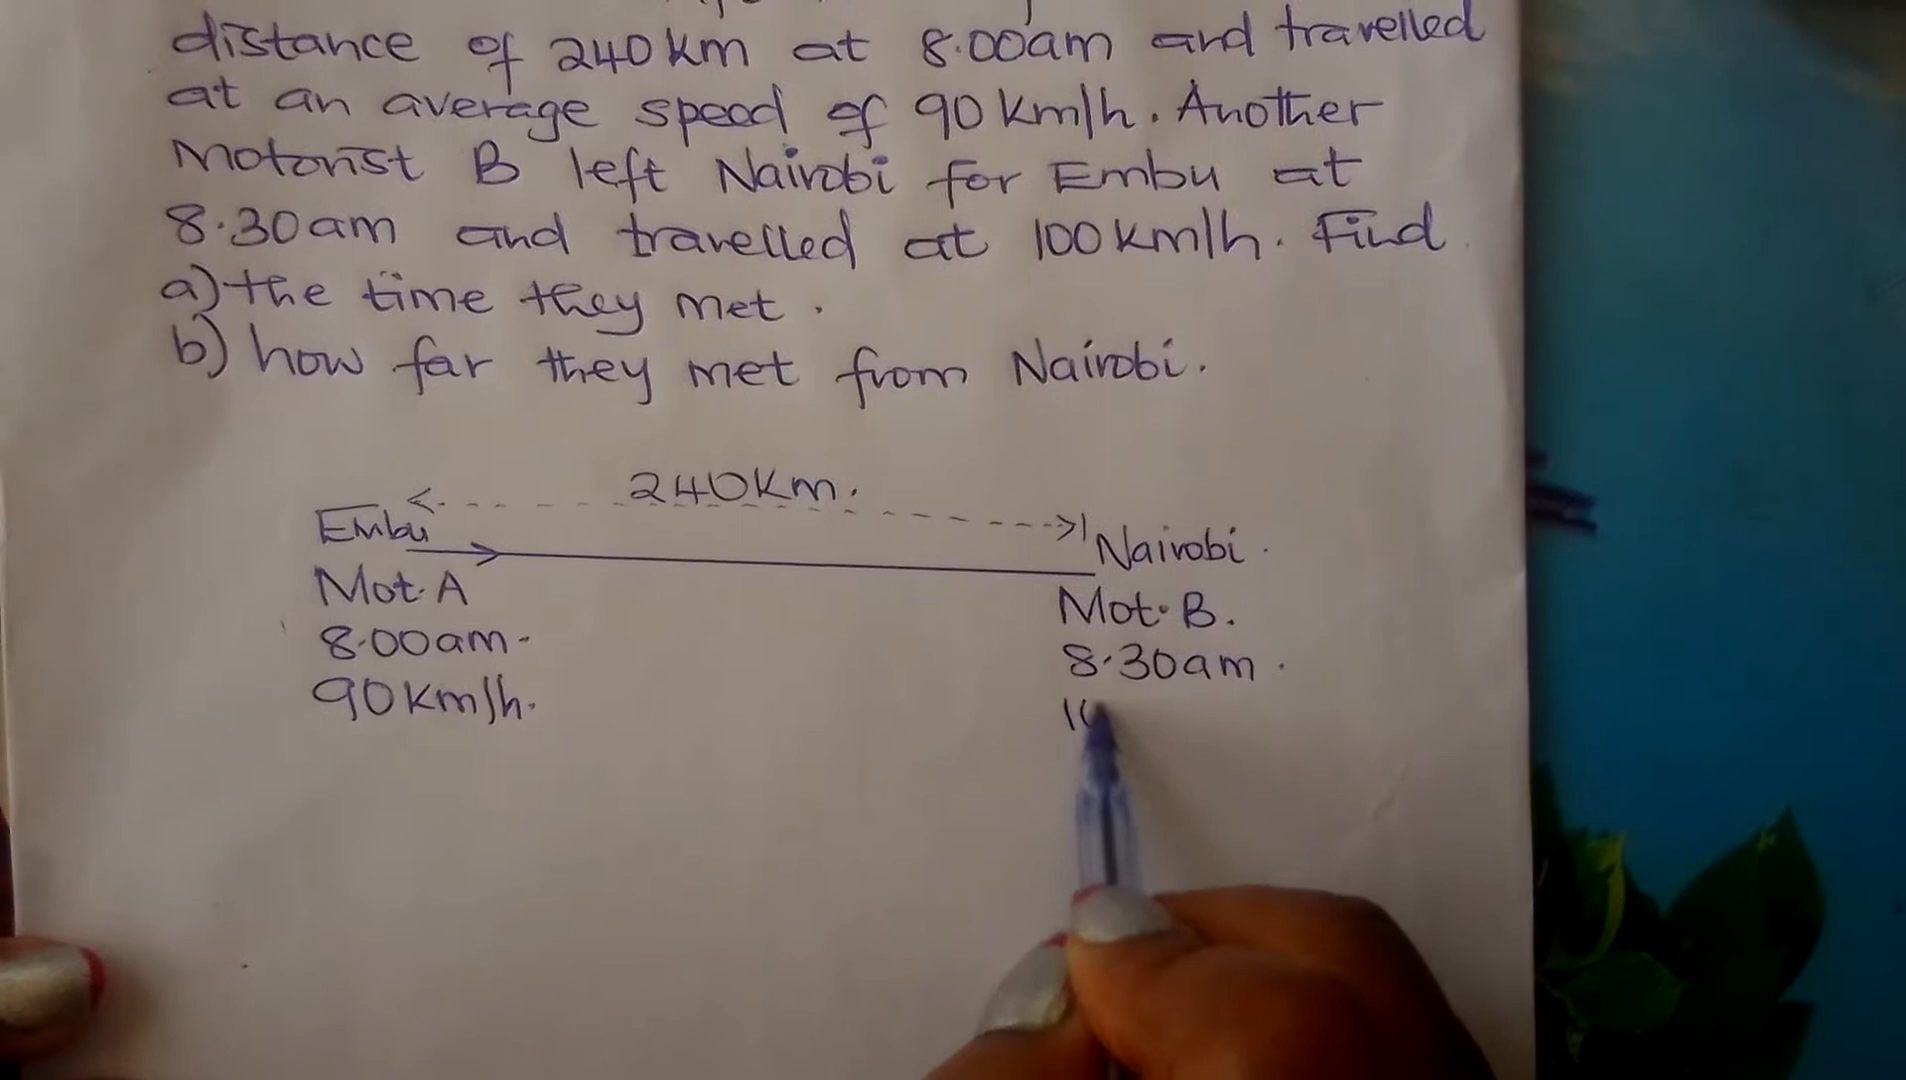 distance of 240km at 8.00am and travelled
at an average speed of 90km/h. Another
Motorist B left Nairobi for Embu at
8.30am and travelled at 100km/h. Find
a) the time they met.
b) how far they met from Nairobi.
240Km.
Embu
Nairobi.
Mot. A
Mot. B.
8.00am.
8.30am.
90km/h.
10